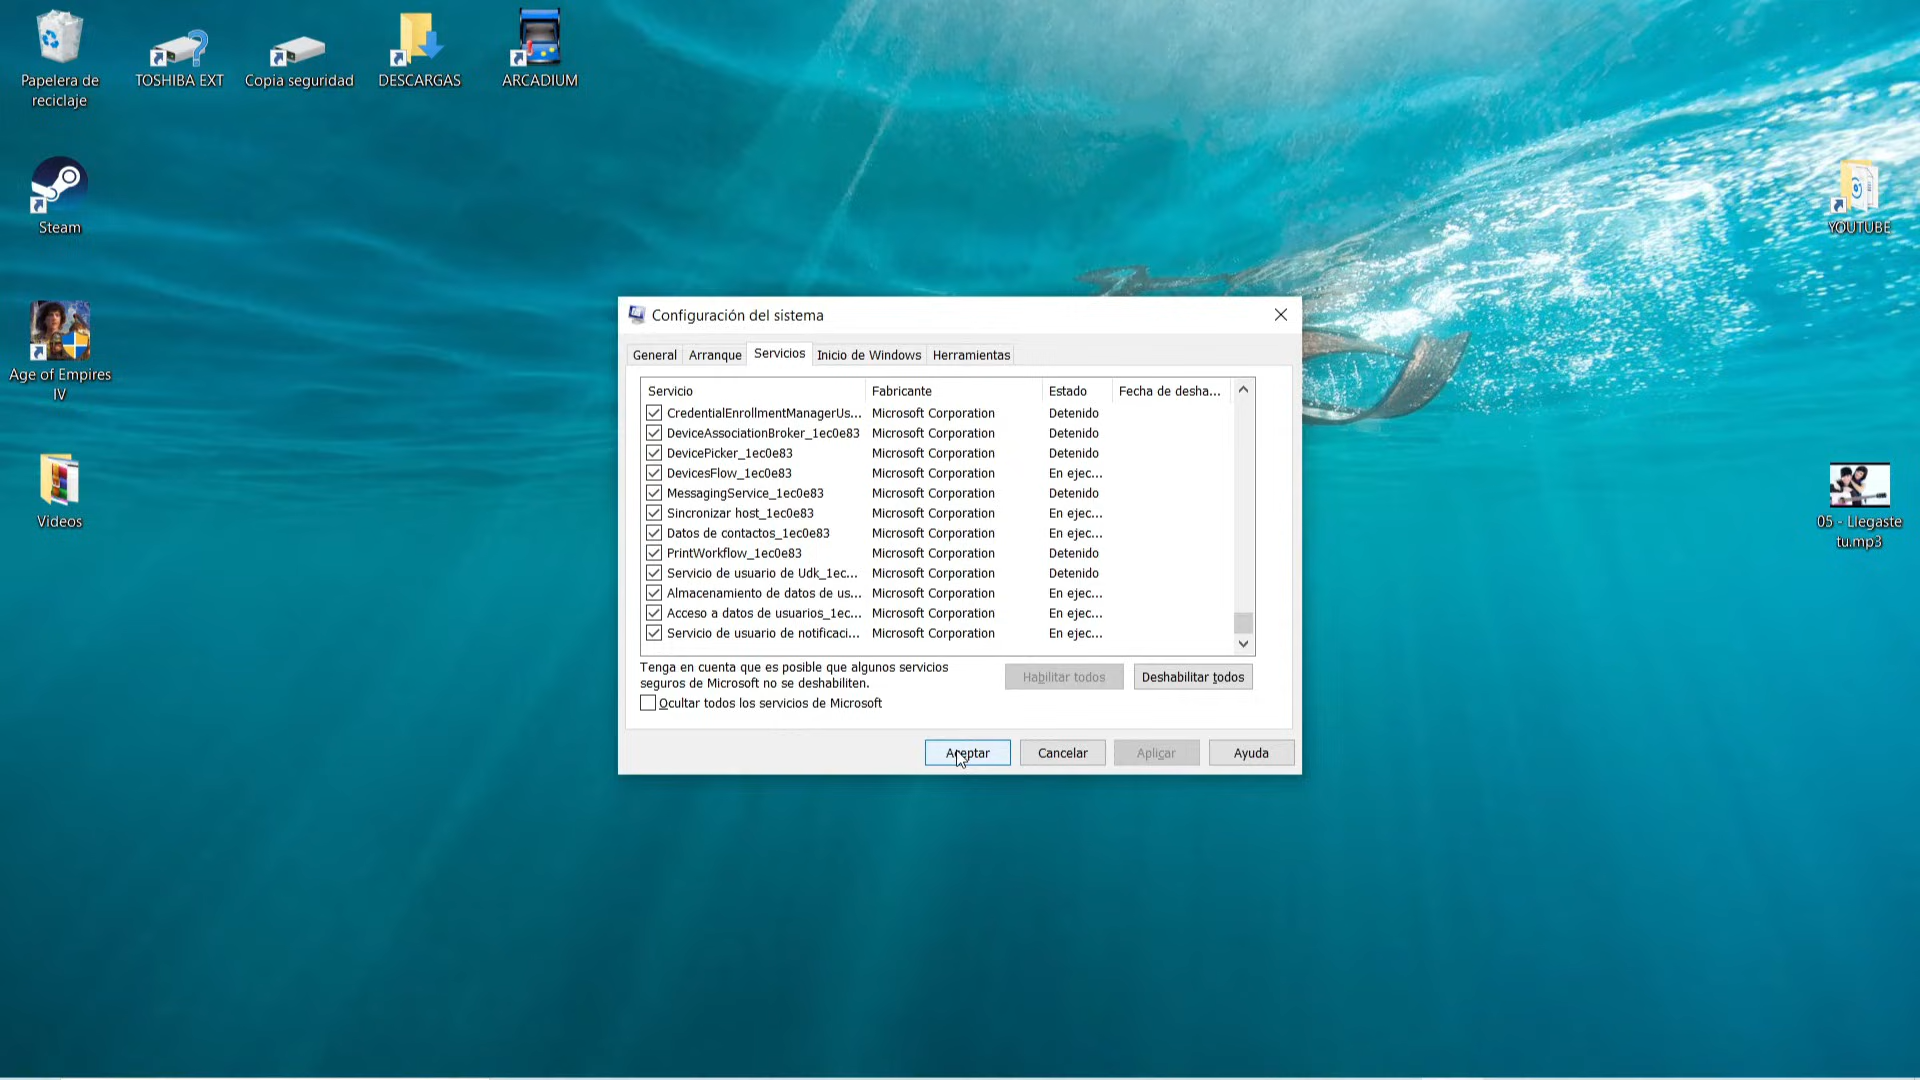 Papelera de
reciclaje
TOSHIBA EXT
Copia seguridad
DESCARGAS
ARCADIUM
Steam
Age of Empires
IV
Videos
YOUTUBE
05 - Llegaste
tu.mp3
Configuración del sistema
General
Arranque
Servicios
Inicio de Windows
Herramientas
Servicio Fabricante Estado Fecha de desha...
CredentialEnrollmentManagerUs... Microsoft Corporation Detenido
DeviceAssociationBroker_1ec0e83 Microsoft Corporation Detenido
DevicePicker_1ec0e83 Microsoft Corporation Detenido
DevicesFlow_1ec0e83 Microsoft Corporation En ejec...
MessagingService_1ec0e83 Microsoft Corporation Detenido
Sincronizar host_1ec0e83 Microsoft Corporation En ejec...
Datos de contactos_1ec0e83 Microsoft Corporation En ejec...
PrintWorkflow_1ec0e83 Microsoft Corporation Detenido
Servicio de usuario de Udk_1ec... Microsoft Corporation Detenido
Almacenamiento de datos de us... Microsoft Corporation En ejec...
Acceso a datos de usuarios_1ec... Microsoft Corporation En ejec...
Servicio de usuario de notificaci... Microsoft Corporation En ejec...
Tenga en cuenta que es posible que algunos servicios
seguros de Microsoft no se deshabiliten.
Habilitar todos
Deshabilitar todos
Ocultar todos los servicios de Microsoft
Aceptar
Cancelar
Aplicar
Ayuda